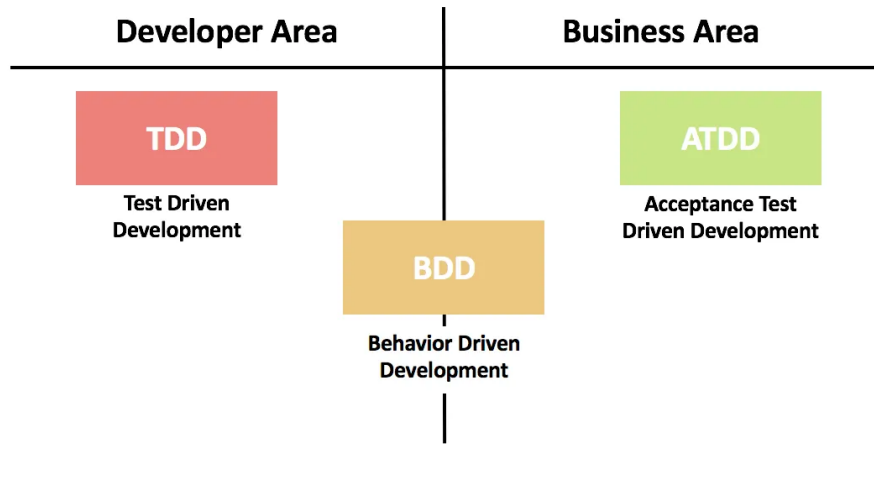 Developer Area
Business Area
TDD
Test Driven
Development
ATDD
Acceptance Test
Driven Development
BDD
Behavior Driven
Development